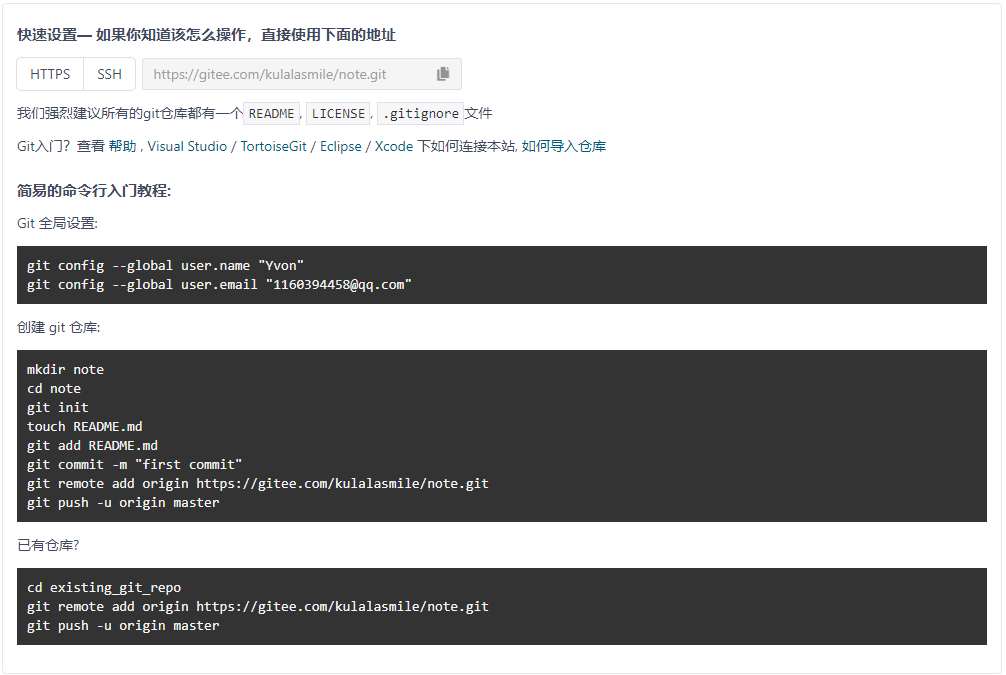 快速设置— 如果你知道该怎么操作，直接使用下面的地址
HTTPS SSH https://gitee.com/kulalasmile/note.git
我们强烈建议所有的git仓库都有一个 README, LICENSE, .gitignore 文件
Git入门？查看 帮助 , Visual Studio / TortoiseGit / Eclipse / Xcode 下如何连接本站, 如何导入仓库
简易的命令行入门教程:
Git 全局设置:
git config --global user.name "Yvon"
git config --global user.email "1160394458@qq.com"
创建 git 仓库:
mkdir note
cd note
git init
touch README.md
git add README.md
git commit -m "first commit"
git remote add origin https://gitee.com/kulalasmile/note.git
git push -u origin master
已有仓库?
cd existing_git_repo
git remote add origin https://gitee.com/kulalasmile/note.git
git push -u origin master